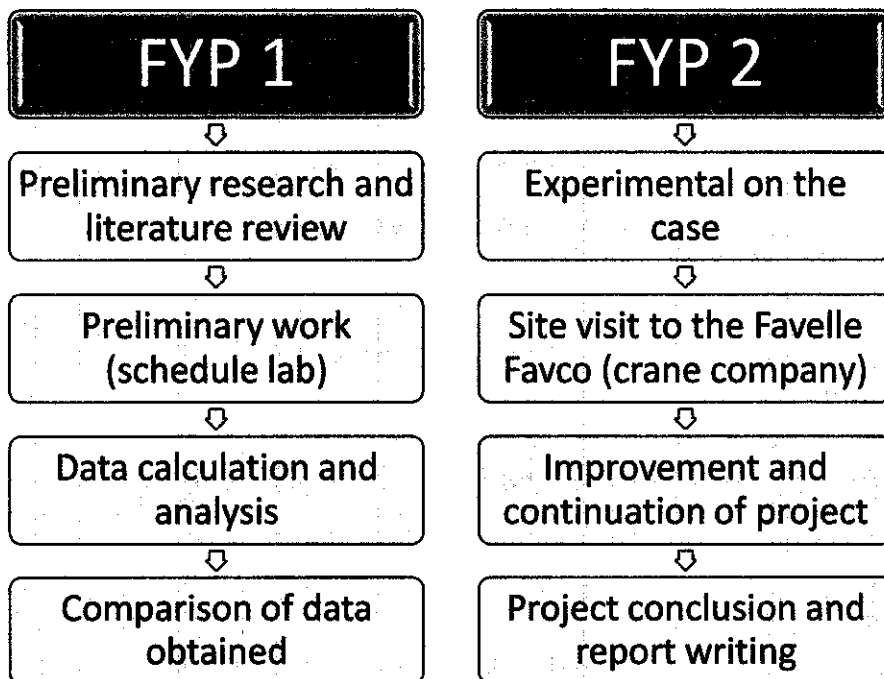 FYP 1
Preliminary research and
literature review
Preliminary work
(schedule lab)
Data calculation and
analysis
Comparison of data
obtained
FYP 2
Experimental on the
case
Site visit to the Favelle
Favco (crane company)
Improvement and
continuation of project
Project conclusion and
report writing